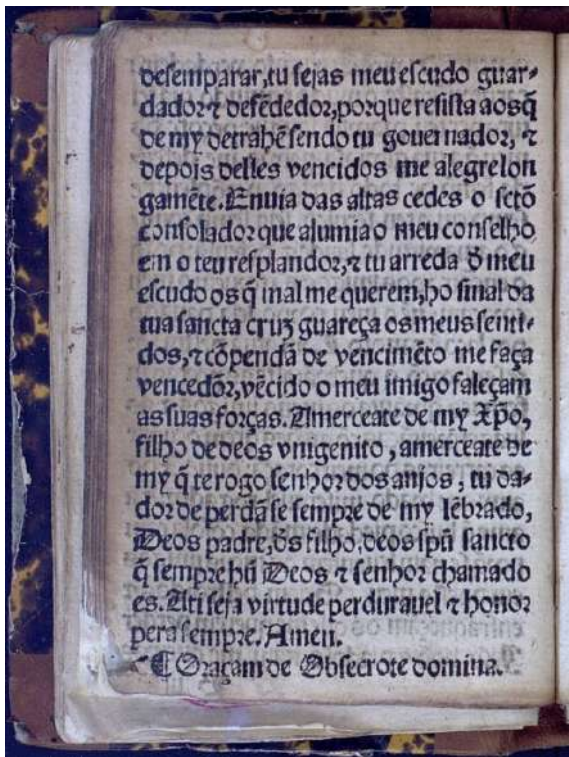 desemparar,tu sejas meu escudo guar-
dador⁊ defẽdedor,porque resista aosq̃
de my detrahẽ sendo tu gouernador, ⁊
depois delles vencidos me alegre lon
gamẽte.Enuia das altas cedes o sctõ
consolador que alumia o meu conselho
em o teu resplandor,⁊ tu arreda õ meu
escudo os q̃ mal me querem,ho sinal da
tua sancta cruz guareça os meus senti-
dos,⁊ cõpendã de vencimẽto me faça
vencedor,vẽcido o meu imigo faleçam
as suas forças.Amerceate de my Xp̃o,
filho de deos vnigenito , amerceate de
my q̃ te rogo senhor dos anjos , tu da-
dor de perdã se sempre de my lẽbrado,
Deos padre,ds̃ filho,deos spũ sancto
q̃ sempre hũ Deos ⁊ senhor chamado
es.Ati seja virtude perdurauel ⁊ honor
pera sempre.Amen.
☙ Oraçam de Obsecrote domina.